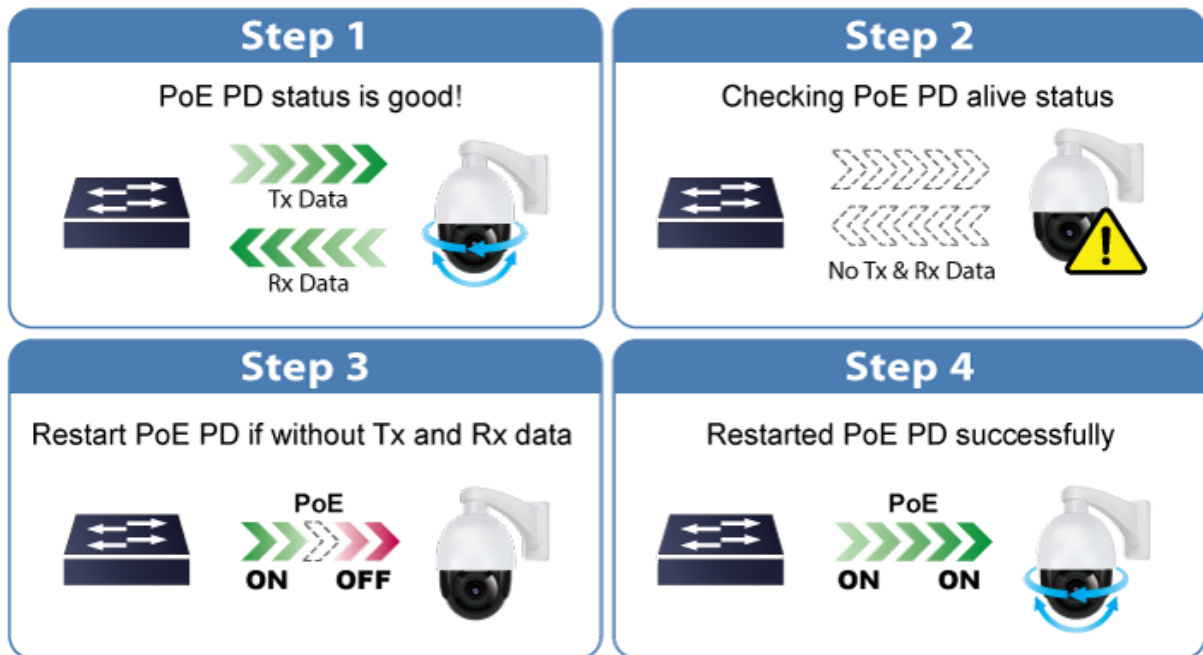 Step 1
PoE PD status is good!
Tx Data
Rx Data
Step 2
Checking PoE PD alive status
No Tx & Rx Data
Step 3
Restart PoE PD if without Tx and Rx data
PoE
ON OFF
Step 4
Restarted PoE PD successfully
PoE
ON ON